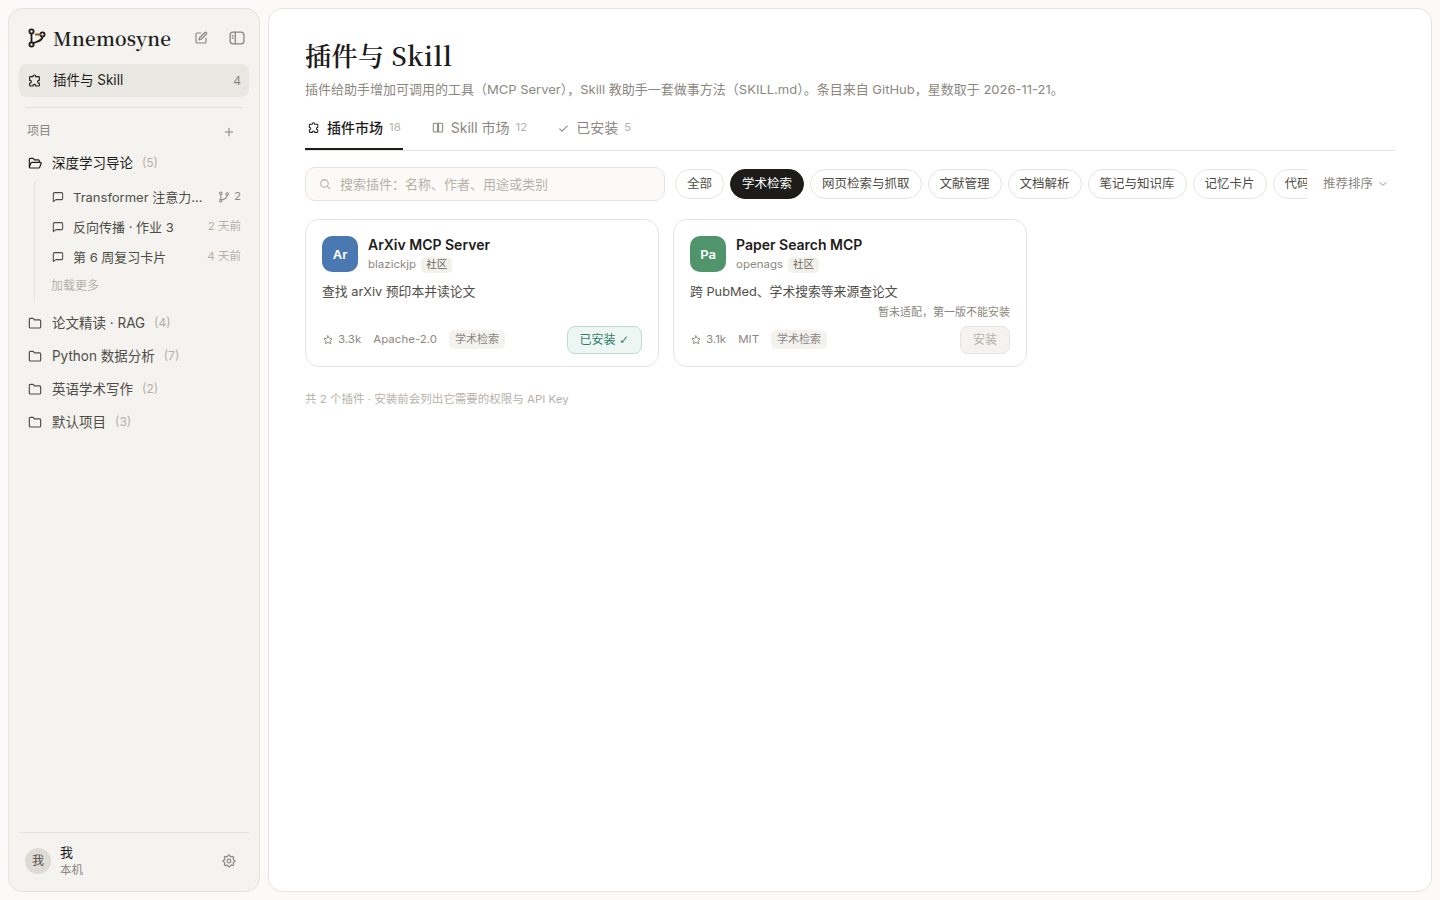 Mnemosyne
插件与 Skill 4
项目
深度学习导论 (5)
Transformer 注意力... 2
反向传播 · 作业 3 2 天前
第 6 周复习卡片 4 天前
加载更多
论文精读 · RAG (4)
Python 数据分析 (7)
英语学术写作 (2)
默认项目 (3)
我 我
本机
插件与 Skill
插件给助手增加可调用的工具（MCP Server），Skill 教助手一套做事方法（SKILL.md）。条目来自 GitHub，星数取于 2026-11-21。
插件市场 18 Skill 市场 12 已安装 5
搜索插件：名称、作者、用途或类别 全部 学术检索 网页检索与抓取 文献管理 文档解析 笔记与知识库 记忆卡片 代码 推荐排序
Ar ArXiv MCP Server
blazickjp 社区
查找 arXiv 预印本并读论文
3.3k Apache-2.0 学术检索 已安装 ✓
Pa Paper Search MCP
openags 社区
跨 PubMed、学术搜索等来源查论文
暂未适配，第一版不能安装
3.1k MIT 学术检索 安装
共 2 个插件 · 安装前会列出它需要的权限与 API Key